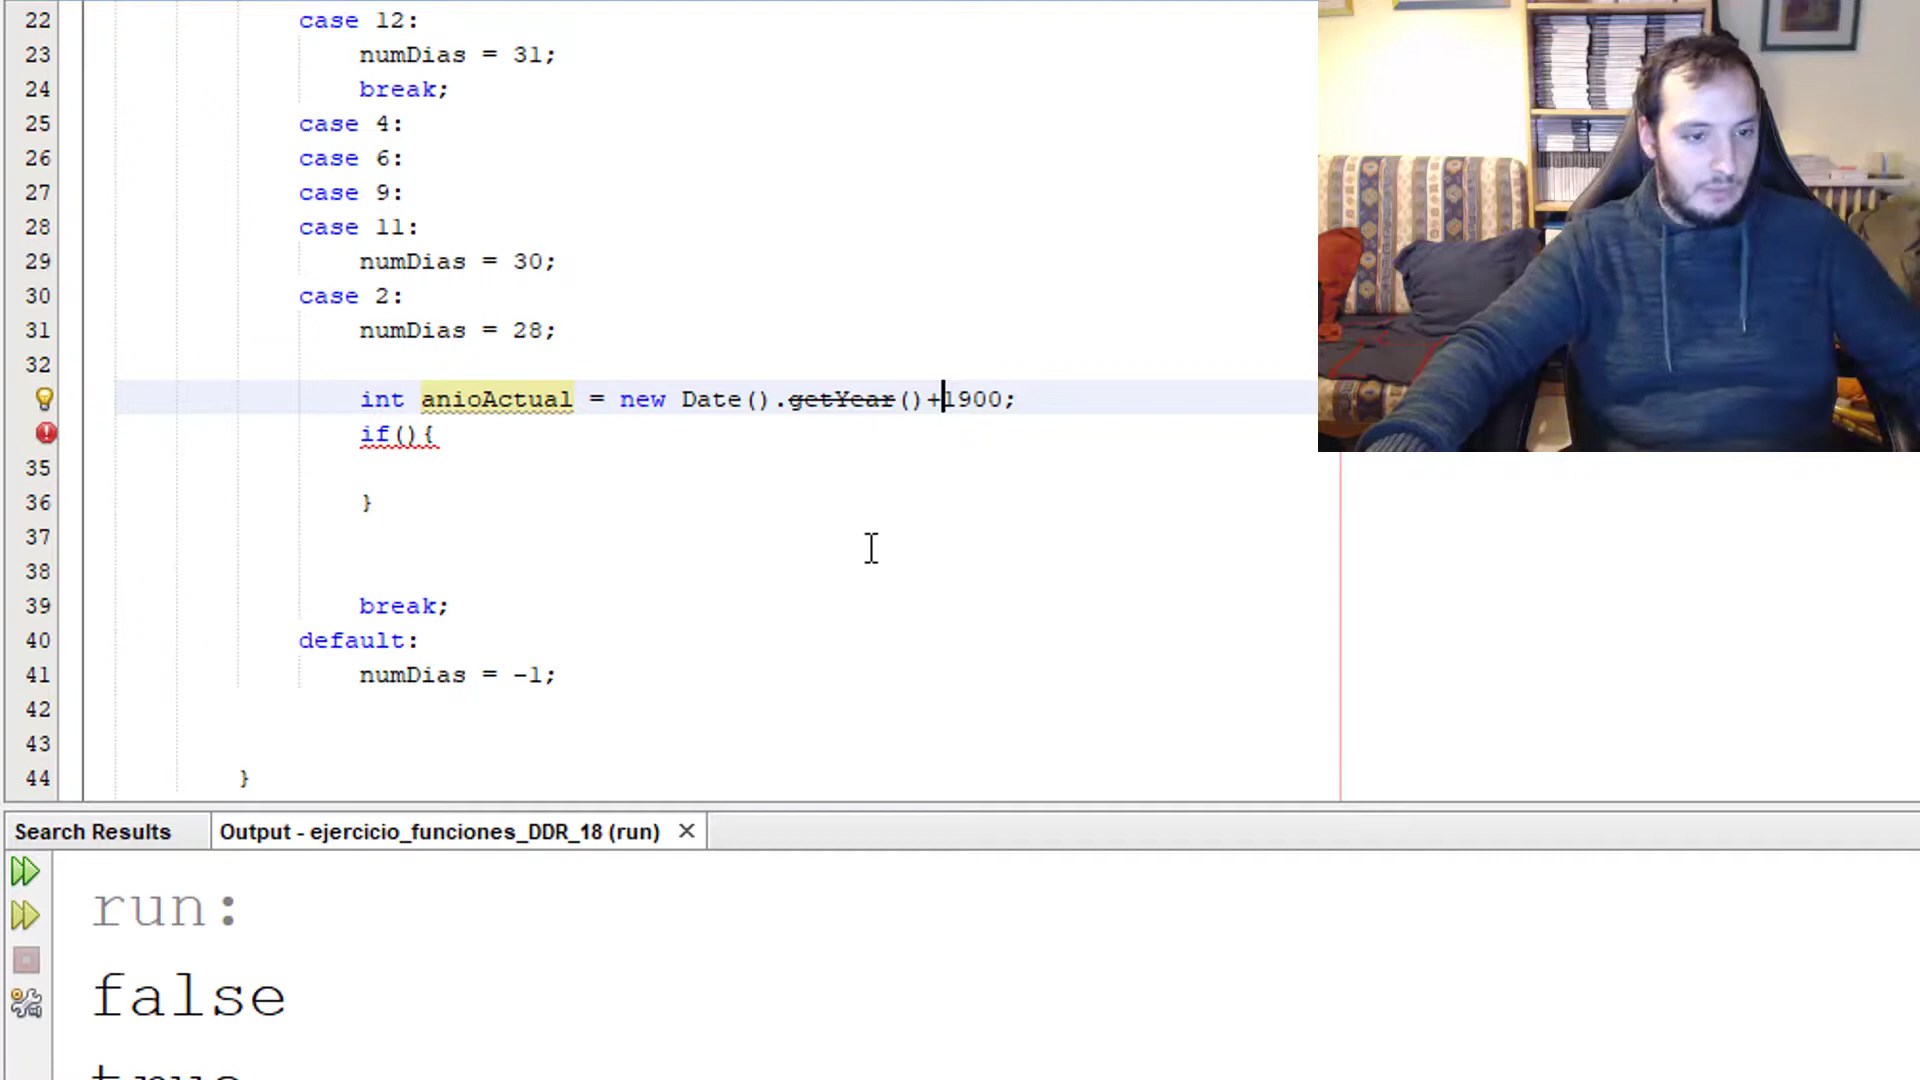 22 case 12:
23 numDias = 31;
24 break;
25 case 4:
26 case 6:
27 case 9:
28 case 11:
29 numDias = 30;
30 case 2:
31 numDias = 28;
32
int anioActual = new Date().getYear()+1900;
if(){
35
36 }
37
38
39 break;
40 default:
41 numDias = -1;
42
43
44 }
Search Results Output - ejercicio_funciones_DDR_18 (run)
run:
false
true